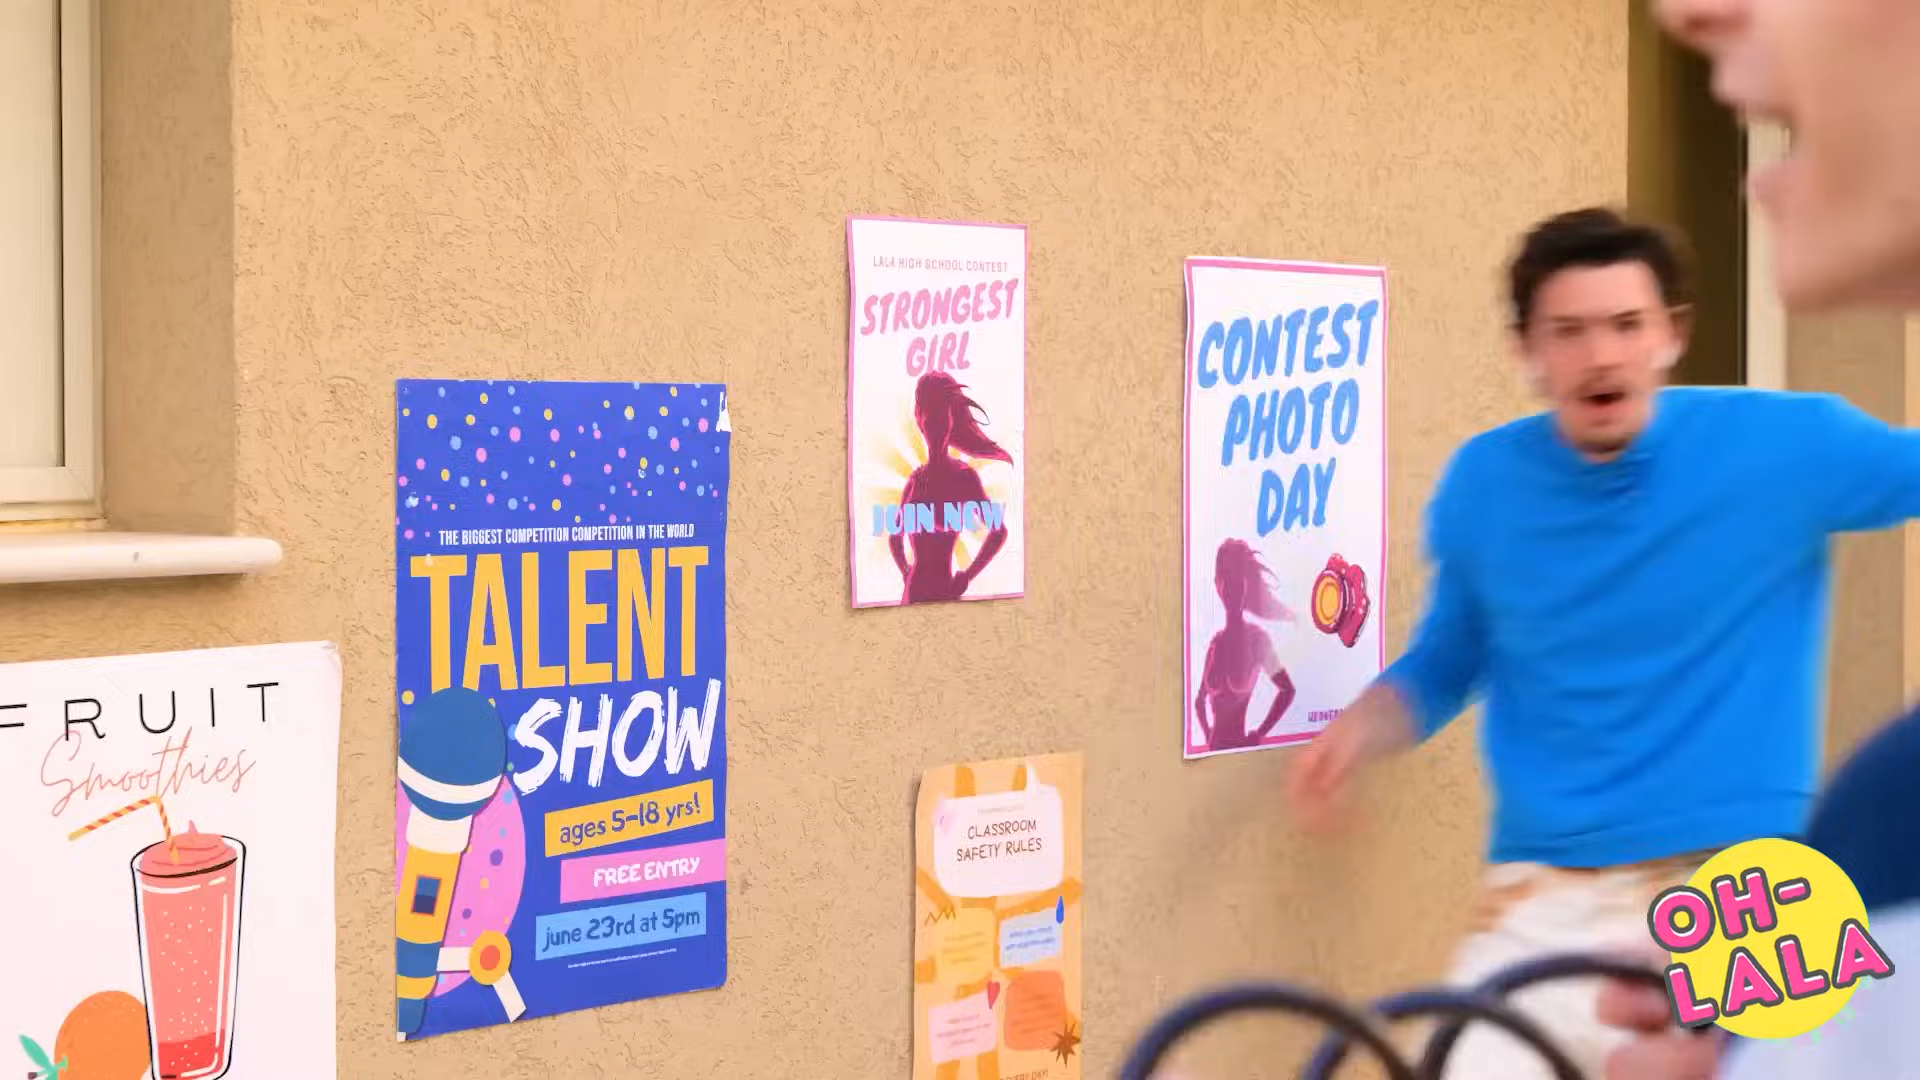 LALA HIGH SCHOOL CONTEST
STRONGEST
GIRL
JOIN NOW
CONTEST
PHOTO
DAY
THE BIGGEST COMPETITION COMPETITION IN THE WORLD
TALENT
SHOW
ages 5-18 yrs!
FREE ENTRY
june 23rd at 5pm
FRUIT
Smoothies
CLASSROOM
SAFETY RULES
OH-
LALA